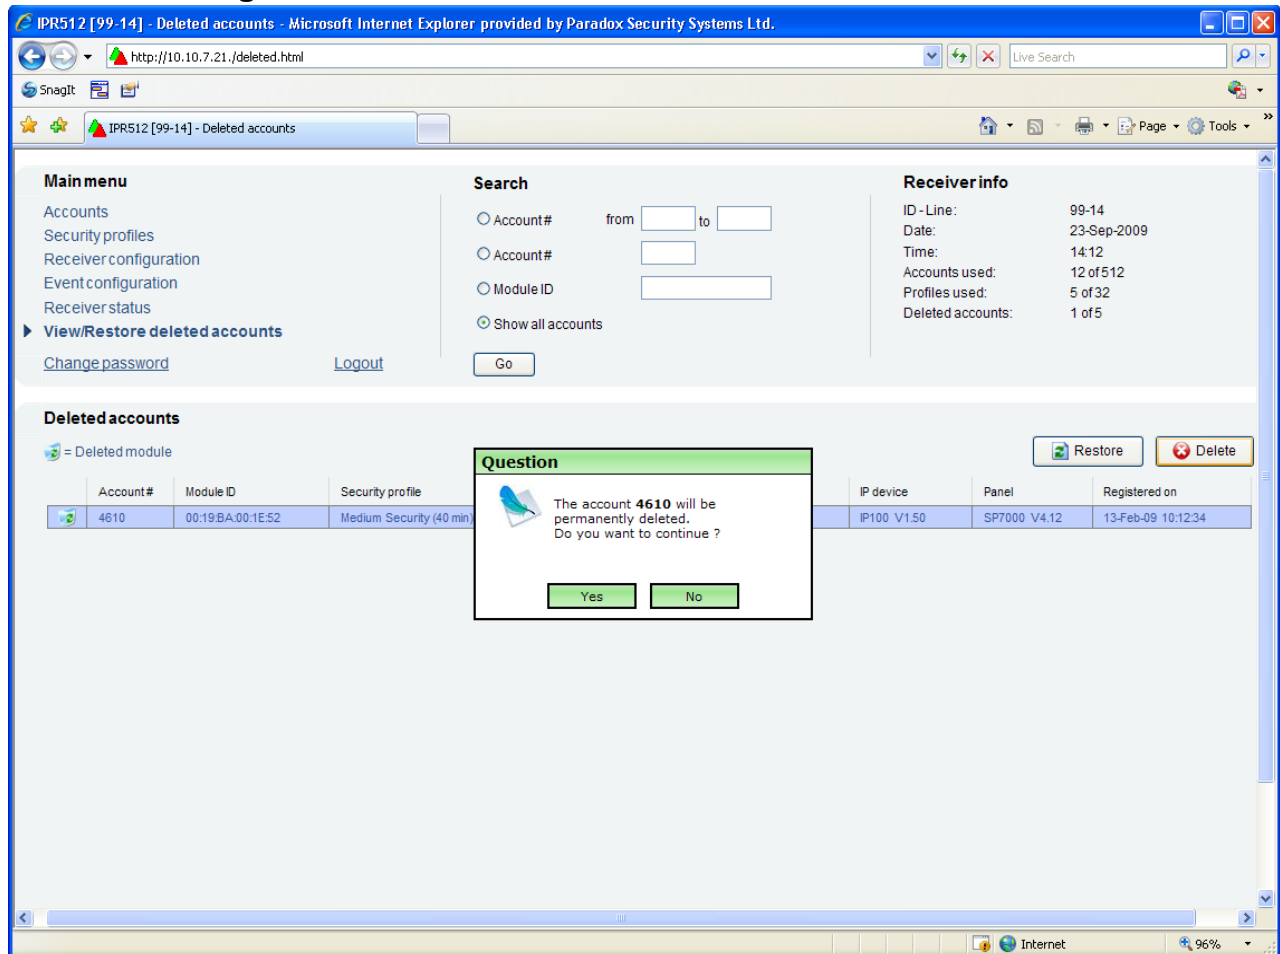 IPR512 [99-14] - Deleted accounts - Microsoft Internet Explorer provided by Paradox Security Systems Ltd.
http://10.10.7.21./deleted.html
Live Search
SnagIt
IPR512 [99-14] - Deleted accounts
Page
Tools
Main menu
Accounts
Security profiles
Receiver configuration
Event configuration
Receiver status
View/Restore deleted accounts
Change password
Logout
Search
Account# from to
Account#
Module ID
Show all accounts
Go
Receiver info
ID - Line: 99-14
Date: 23-Sep-2009
Time: 14:12
Accounts used: 12 of 512
Profiles used: 5 of 32
Deleted accounts: 1 of 5
Deleted accounts
= Deleted module
Restore
Delete
Account# Module ID Security profile IP device Panel Registered on
4610 00:19:BA:00:1E:52 Medium Security (40 min) IP100 V1.50 SP7000 V4.12 13-Feb-09 10:12:34
Question
The account 4610 will be
permanently deleted.
Do you want to continue ?
Yes
No
Internet
96%